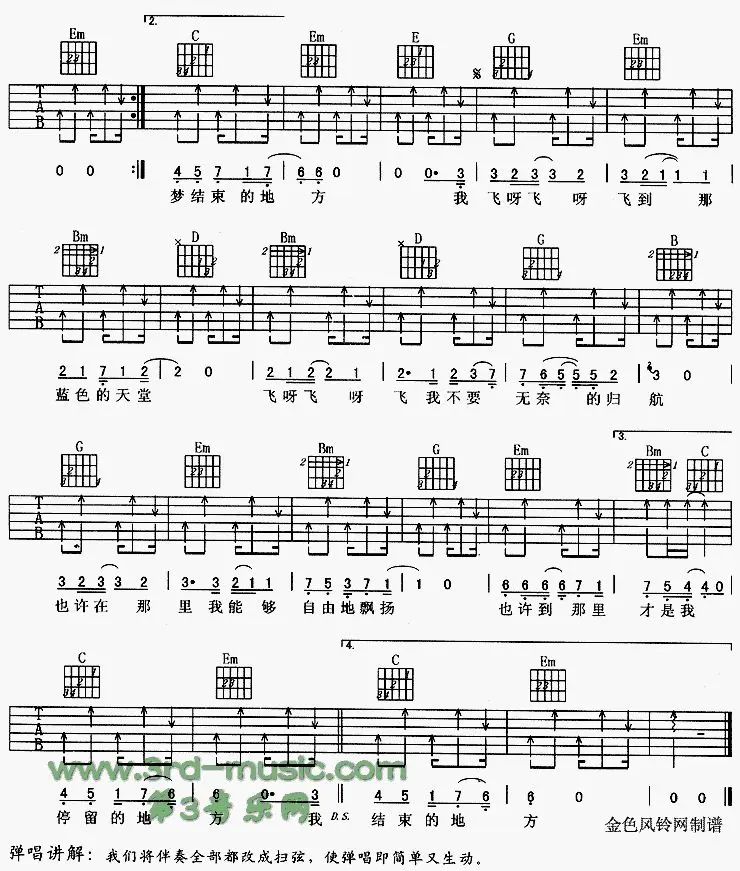 Em 2. C Em E G Em
T A B
0 0 4 5 7 1 7 6 6 0 0 0· 3 3 2 3 3 2 3 2 1 1 1
梦结束的地 方 我 飞呀飞 呀 飞到 那
Bm D Bm D G B
T A B
2 1 7 1 2 2 0 2 1 2 2 1 2· 1 2 3 7 7 6 5 5 5 2 3 0
蓝色的天堂 飞呀飞 呀 飞我不要 无奈 的归 航
G Em Bm G Em 3. Bm C
T A B
3 2 3 3 2 3· 3 2 1 1 7 5 3 7 1 1 0 6 6 6 6 7 1 7 5 4 4 0
也许在 那 里我能够 自由地飘扬 也许到 那里 才是我
C Em 4. C Em
T A B
4 5 1 7 6 6 0· 3 4 5 1 7 6 6 0 0 0
停留的地 方 我 D.S. 结束的地 方 金色风铃网制谱
www.3rd-music.com
第3音乐网
弹唱讲解：我们将伴奏全部都改成扫弦，使弹唱即简单又生动。